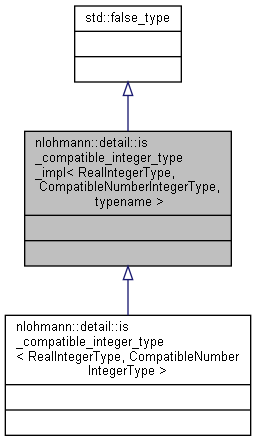 std::false_type
nlohmann::detail::is
_compatible_integer_type
_impl< RealIntegerType,
CompatibleNumberIntegerType,
typename >
nlohmann::detail::is
_compatible_integer_type
< RealIntegerType, CompatibleNumber
IntegerType >